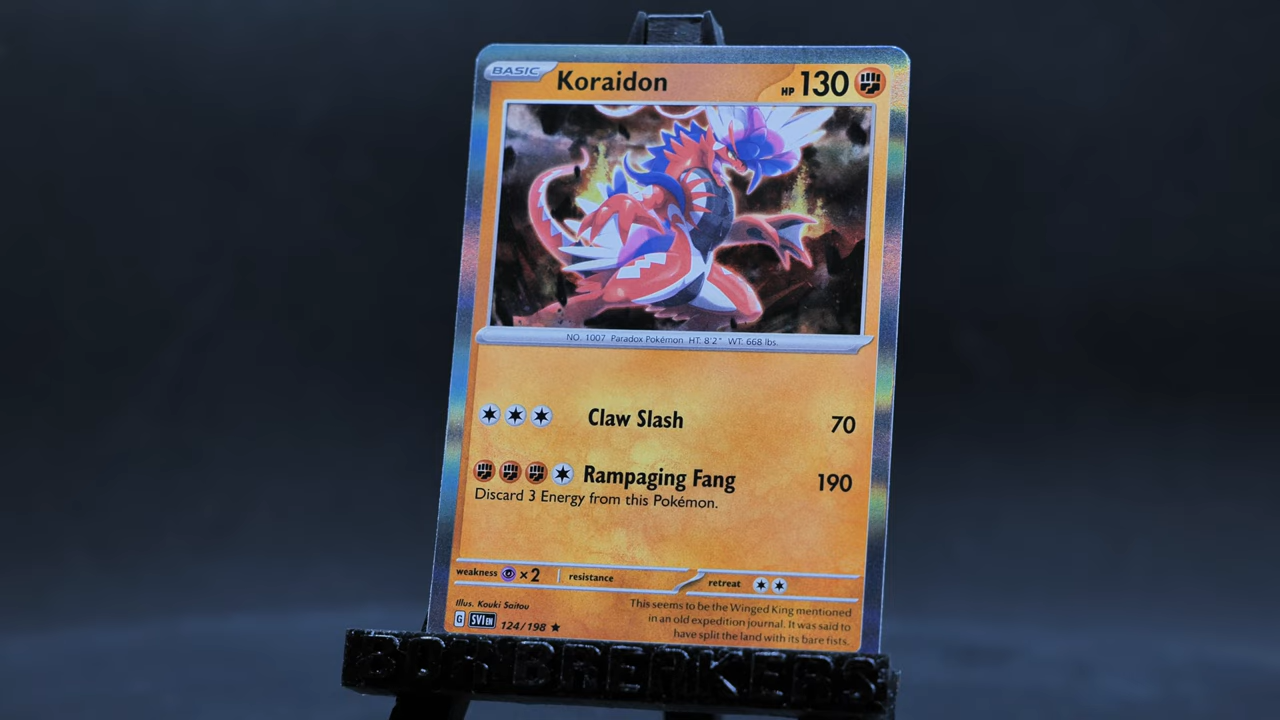 BASIC Koraidon HP 130
NO. 1007 Paradox Pokémon HT: 8'2" WT: 668 lbs.
Claw Slash 70
Rampaging Fang 190
Discard 3 Energy from this Pokémon.
weakness ×2 resistance retreat
Illus. Kouki Saitou
This seems to be the Winged King mentioned
in an old expedition journal. It was said to
have split the land with its bare fists.
G SVI EN 124/198